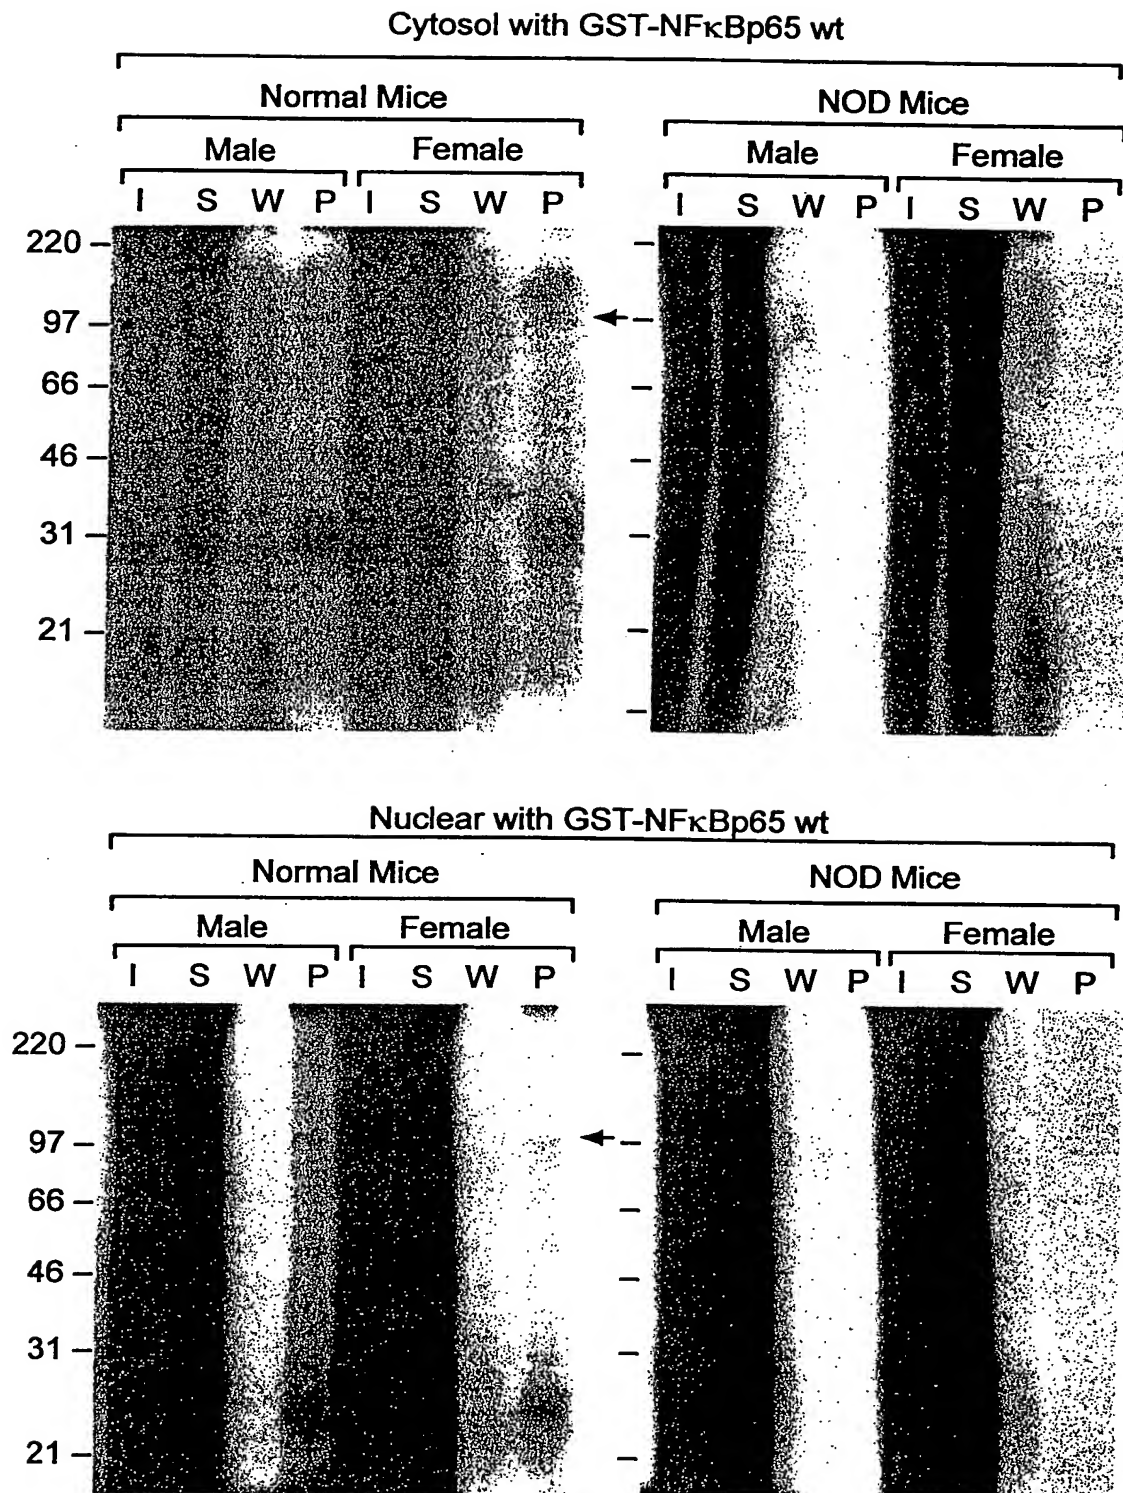 Cytosol with GST-NFκBp65 wt
Normal Mice
NOD Mice
Male
Female
Male
Female
I S W P I S W P
I S W P I S W P
220
97
66
46
31
21
Nuclear with GST-NFκBp65 wt
Normal Mice
NOD Mice
Male
Female
Male
Female
I S W P I S W P
I S W P I S W P
220
97
66
46
31
21